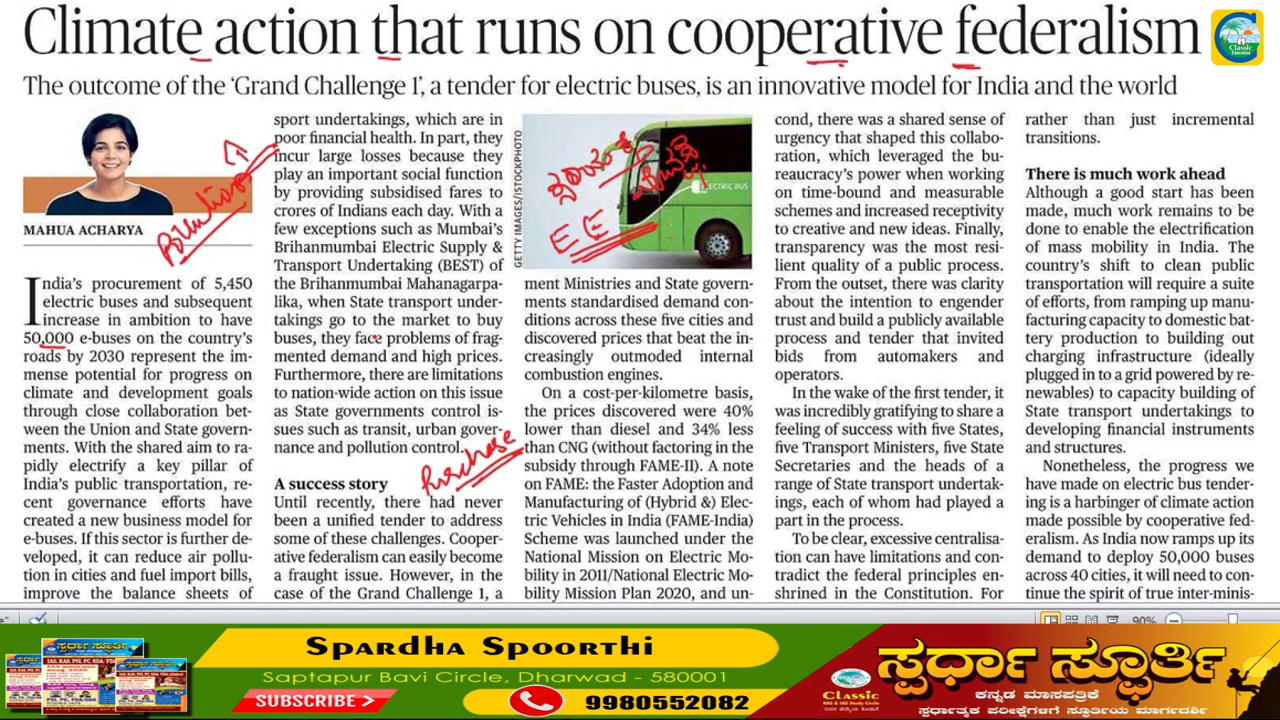 Climate action that runs on cooperative federalism
Classic
Education
The outcome of the ‘Grand Challenge 1’, a tender for electric buses, is an innovative model for India and the world
MAHUA ACHARYA
India’s procurement of 5,450
electric buses and subsequent
increase in ambition to have
50,000 e-buses on the country’s
roads by 2030 represent the im-
mense potential for progress on
climate and development goals
through close collaboration bet-
ween the Union and State govern-
ments. With the shared aim to ra-
pidly electrify a key pillar of
India’s public transportation, re-
cent governance efforts have
created a new business model for
e-buses. If this sector is further de-
veloped, it can reduce air pollu-
tion in cities and fuel import bills,
improve the balance sheets of
sport undertakings, which are in
poor financial health. In part, they
incur large losses because they
play an important social function
by providing subsidised fares to
crores of Indians each day. With a
few exceptions such as Mumbai’s
Brihanmumbai Electric Supply &
Transport Undertaking (BEST) of
the Brihanmumbai Mahanagarpa-
lika, when State transport under-
takings go to the market to buy
buses, they face problems of frag-
mented demand and high prices.
Furthermore, there are limitations
to nation-wide action on this issue
as State governments control is-
sues such as transit, urban gover-
nance and pollution control.
Purchase
A success story
Until recently, there had never
been a unified tender to address
some of these challenges. Cooper-
ative federalism can easily become
a fraught issue. However, in the
case of the Grand Challenge 1, a
GETTY IMAGES/ISTOCKPHOTO
ELECTRIC BUS
E E
ment Ministries and State govern-
ments standardised demand con-
ditions across these five cities and
discovered prices that beat the in-
creasingly outmoded internal
combustion engines.
On a cost-per-kilometre basis,
the prices discovered were 40%
lower than diesel and 34% less
than CNG (without factoring in the
subsidy through FAME-II). A note
on FAME: the Faster Adoption and
Manufacturing of (Hybrid &) Elec-
tric Vehicles in India (FAME-India)
Scheme was launched under the
National Mission on Electric Mo-
bility in 2011/National Electric Mo-
bility Mission Plan 2020, and un-
cond, there was a shared sense of
urgency that shaped this collabo-
ration, which leveraged the bu-
reaucracy’s power when working
on time-bound and measurable
schemes and increased receptivity
to creative and new ideas. Finally,
transparency was the most resi-
lient quality of a public process.
From the outset, there was clarity
about the intention to engender
trust and build a publicly available
process and tender that invited
bids from automakers and
operators.
In the wake of the first tender, it
was incredibly gratifying to share a
feeling of success with five States,
five Transport Ministers, five State
Secretaries and the heads of a
range of State transport undertak-
ings, each of whom had played a
part in the process.
To be clear, excessive centralisa-
tion can have limitations and con-
tradict the federal principles en-
shrined in the Constitution. For
rather than just incremental
transitions.
There is much work ahead
Although a good start has been
made, much work remains to be
done to enable the electrification
of mass mobility in India. The
country’s shift to clean public
transportation will require a suite
of efforts, from ramping up manu-
facturing capacity to domestic bat-
tery production to building out
charging infrastructure (ideally
plugged in to a grid powered by re-
newables) to capacity building of
State transport undertakings to
developing financial instruments
and structures.
Nonetheless, the progress we
have made on electric bus tender-
ing is a harbinger of climate action
made possible by cooperative fed-
eralism. As India now ramps up its
demand to deploy 50,000 buses
across 40 cities, it will need to con-
tinue the spirit of true inter-minis-
90%
Spardha Spoorthi
Saptapur Bavi Circle, Dharwad - 580001
SUBSCRIBE
9980552082
ಸ್ಪರ್ಧಾ ಸ್ಫೂರ್ತಿ
ಕನ್ನಡ ಮಾಸಪತ್ರಿಕೆ
ಸ್ಪರ್ಧಾತ್ಮಕ ಪರೀಕ್ಷೆಗಳಿಗೆ ಸ್ಫೂರ್ತಿಯ ಮಾರ್ಗದರ್ಶಿ
Classic